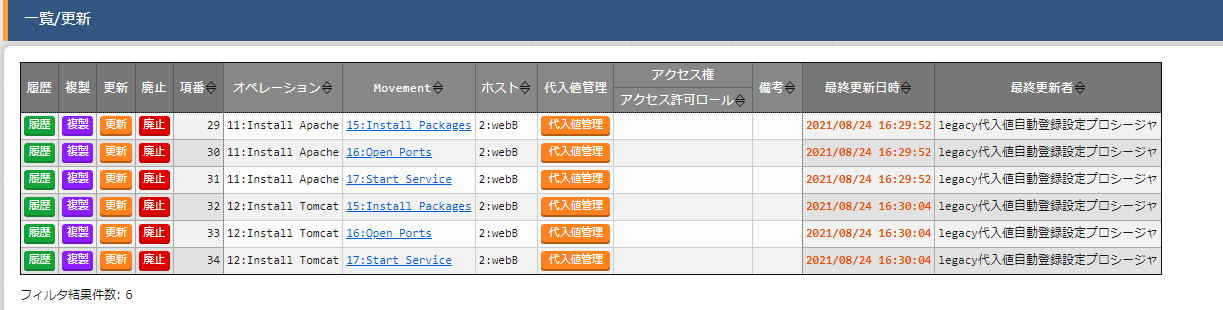 一覧/更新
履歴 複製 更新 廃止 項番 オペレーション Movement ホスト 代入値管理 アクセス権 備考 最終更新日時 最終更新者
アクセス許可ロール
履歴 複製 更新 廃止 29 11:Install Apache 15:Install Packages 2:webB 代入値管理 2021/08/24 16:29:52 legacy代入値自動登録設定プロシージャ
履歴 複製 更新 廃止 30 11:Install Apache 16:Open Ports 2:webB 代入値管理 2021/08/24 16:29:52 legacy代入値自動登録設定プロシージャ
履歴 複製 更新 廃止 31 11:Install Apache 17:Start Service 2:webB 代入値管理 2021/08/24 16:29:52 legacy代入値自動登録設定プロシージャ
履歴 複製 更新 廃止 32 12:Install Tomcat 15:Install Packages 2:webB 代入値管理 2021/08/24 16:30:04 legacy代入値自動登録設定プロシージャ
履歴 複製 更新 廃止 33 12:Install Tomcat 16:Open Ports 2:webB 代入値管理 2021/08/24 16:30:04 legacy代入値自動登録設定プロシージャ
履歴 複製 更新 廃止 34 12:Install Tomcat 17:Start Service 2:webB 代入値管理 2021/08/24 16:30:04 legacy代入値自動登録設定プロシージャ
フィルタ結果件数: 6